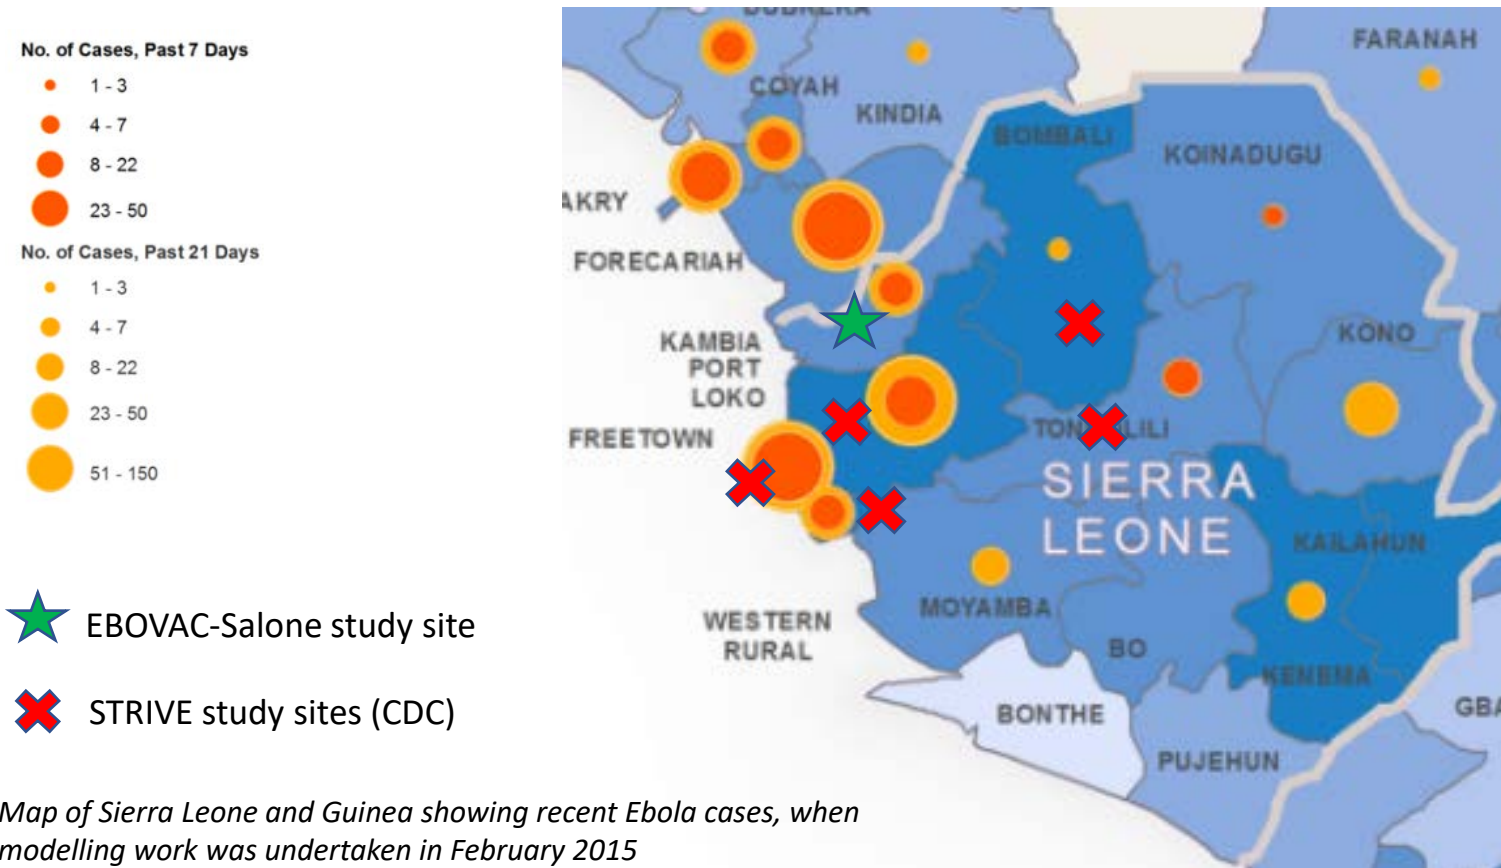 No. of Cases, Past 7 Days
1 - 3
4 - 7
8 - 22
23 - 50
No. of Cases, Past 21 Days
1 - 3
4 - 7
8 - 22
23 - 50
51 - 150
EBOVAC-Salone study site
STRIVE study sites (CDC)
FARANAH
COYAH
KINDIA
BOMBALI
KOINADUGU
AKRY
FORECARIAH
KONO
KAMBIA
PORT
LOKO
FREETOWN
SIERRA
LEONE
KAILAHUN
MOYAMBA
WESTERN
RURAL
BO
KENEMA
BONTHE
GBA
PUJEHUN
Map of Sierra Leone and Guinea showing recent Ebola cases, when
modelling work was undertaken in February 2015